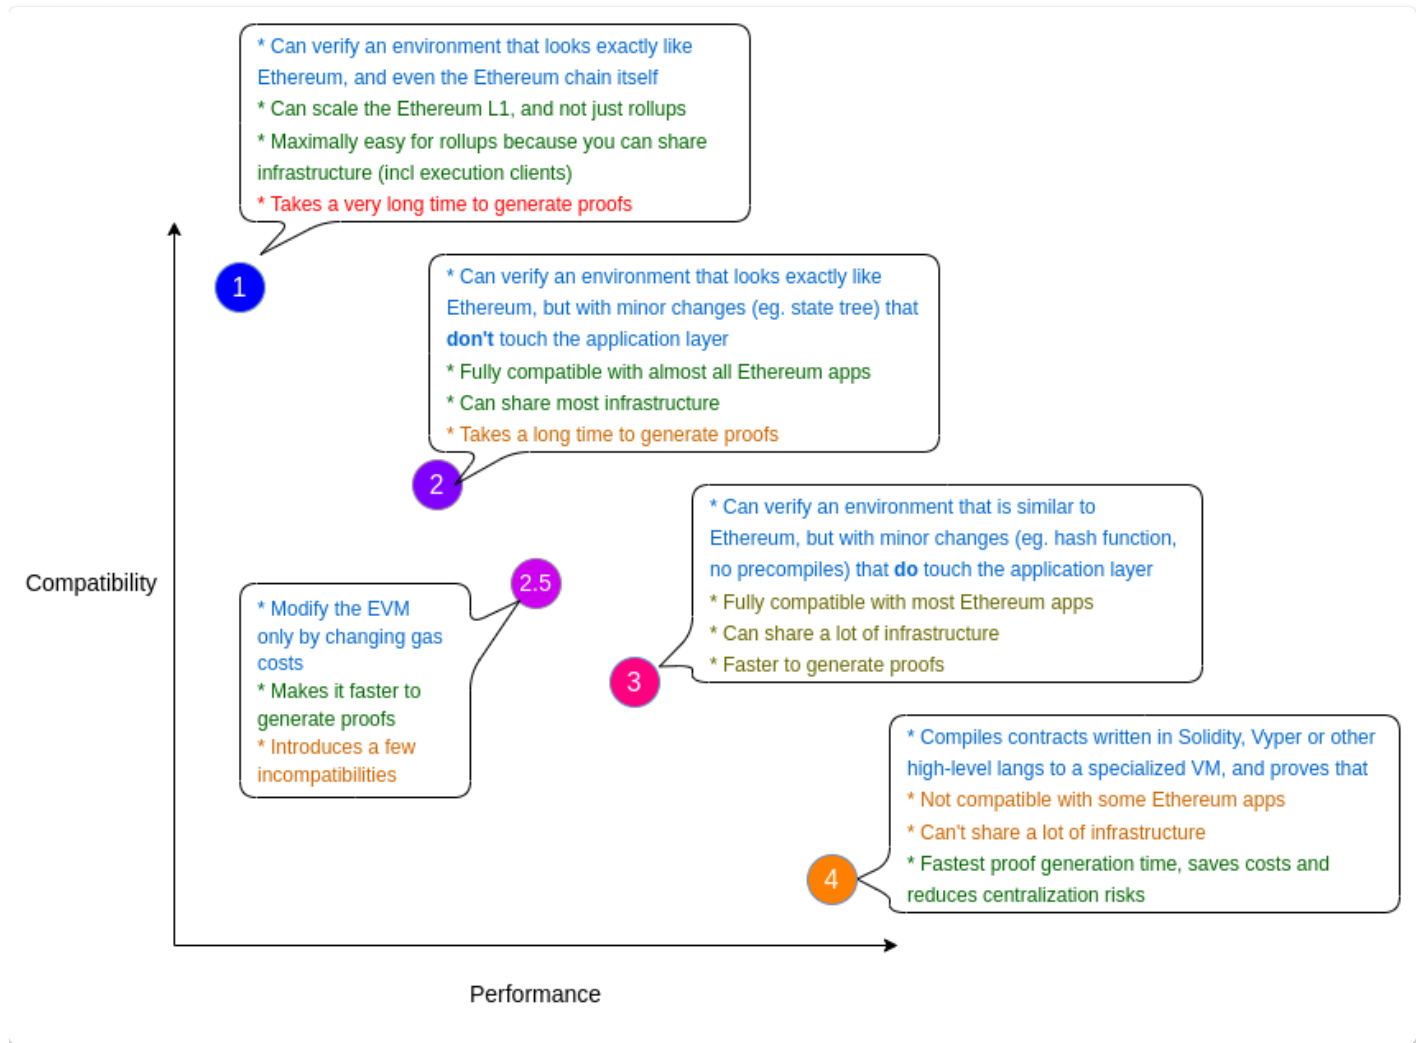 * Can verify an environment that looks exactly like
Ethereum, and even the Ethereum chain itself
* Can scale the Ethereum L1, and not just rollups
* Maximally easy for rollups because you can share
infrastructure (incl execution clients)
* Takes a very long time to generate proofs
1
* Can verify an environment that looks exactly like
Ethereum, but with minor changes (eg. state tree) that
don't touch the application layer
* Fully compatible with almost all Ethereum apps
* Can share most infrastructure
* Takes a long time to generate proofs
2
Compatibility
2.5
* Modify the EVM
only by changing gas
costs
* Makes it faster to
generate proofs
* Introduces a few
incompatibilities
* Can verify an environment that is similar to
Ethereum, but with minor changes (eg. hash function,
no precompiles) that do touch the application layer
* Fully compatible with most Ethereum apps
* Can share a lot of infrastructure
* Faster to generate proofs
3
* Compiles contracts written in Solidity, Vyper or other
high-level langs to a specialized VM, and proves that
* Not compatible with some Ethereum apps
* Can't share a lot of infrastructure
* Fastest proof generation time, saves costs and
reduces centralization risks
4
Performance